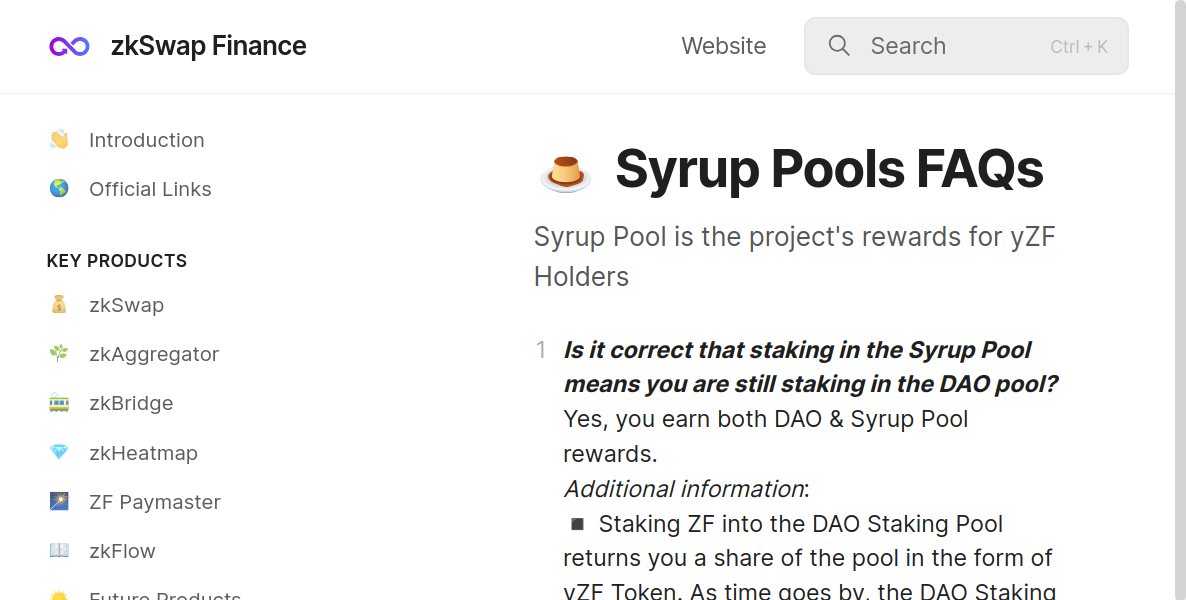 zkSwap Finance
Website
Search
Ctrl + K
Introduction
Official Links
KEY PRODUCTS
zkSwap
zkAggregator
zkBridge
zkHeatmap
ZF Paymaster
zkFlow
Future Products
Syrup Pools FAQs
Syrup Pool is the project's rewards for yZF
Holders
1
Is it correct that staking in the Syrup Pool
means you are still staking in the DAO pool?
Yes, you earn both DAO & Syrup Pool
rewards.
Additional information:
◾ Staking ZF into the DAO Staking Pool
returns you a share of the pool in the form of
yZF Token. As time goes by, the DAO Staking